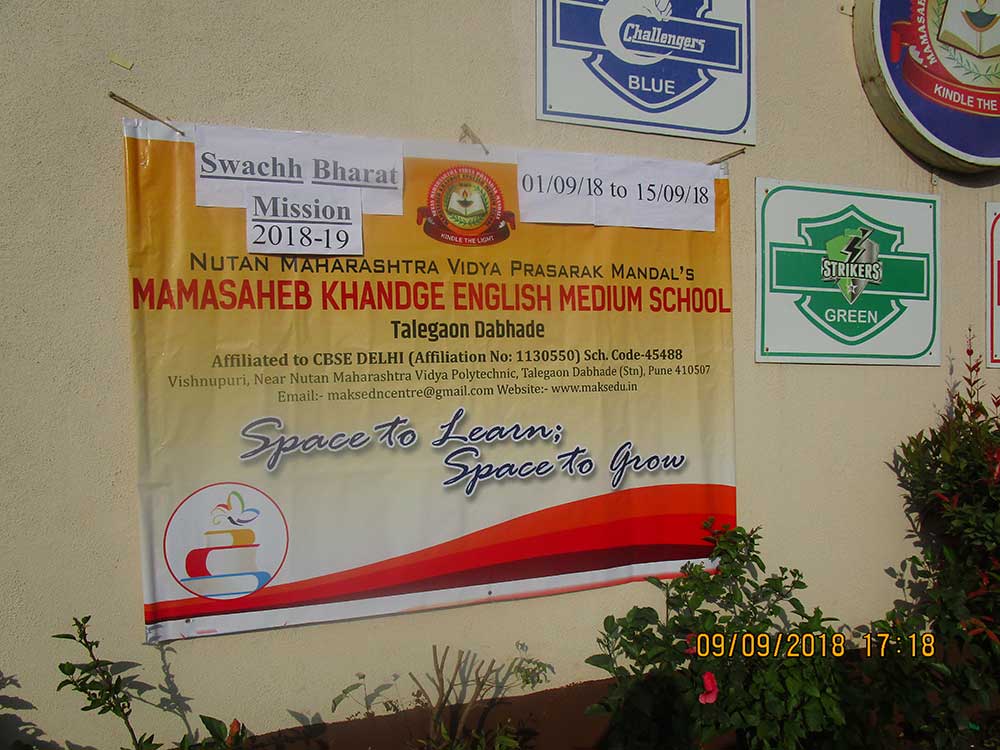 Challengers
BLUE
MAMASAHEB
KINDLE THE
Swachh Bharat
Mission
2018-19
KINDLE THE LIGHT
01/09/18 to 15/09/18
NUTAN MAHARASHTRA VIDYA PRASARAK MANDAL'S
MAMASAHEB KHANDGE ENGLISH MEDIUM SCHOOL
Talegaon Dabhade
Affiliated to CBSE DELHI (Affiliation No: 1130550) Sch. Code-45488
Vishnupuri, Near Nutan Maharashtra Vidya Polytechnic, Talegaon Dabhade (Stn), Pune 410507
Email:- maksedncentre@gmail.com Website:- www.maksedu.in
Space to Learn;
Space to Grow
STRIKERS
GREEN
09/09/2018 17:18